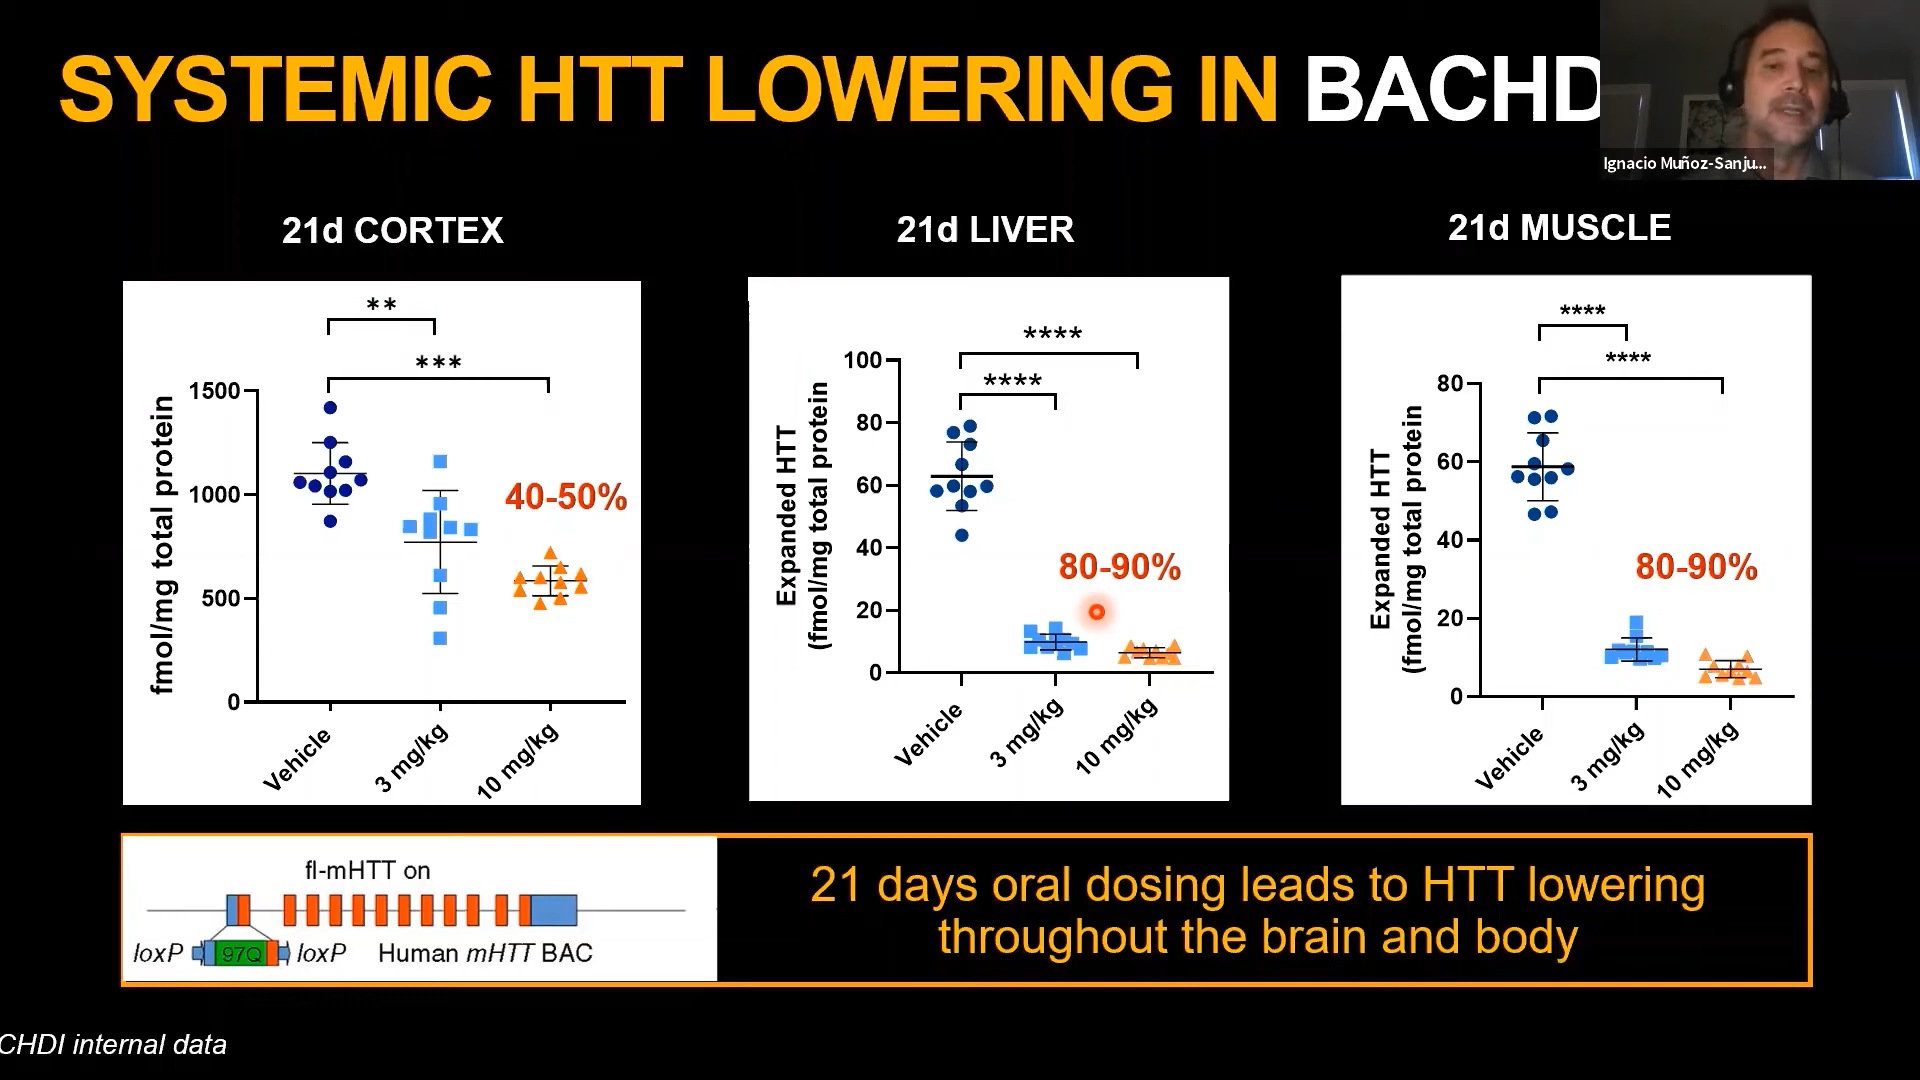 SYSTEMIC HTT LOWERING IN BACHD
Ignacio Muñoz-Sanju...
21d CORTEX
21d LIVER
21d MUSCLE
**
***
fmol/mg total protein
1500
1000
500
0
40-50%
Vehicle
3 mg/kg
10 mg/kg
****
****
Expanded HTT
(fmol/mg total protein
100
80
60
40
20
0
80-90%
Vehicle
3 mg/kg
10 mg/kg
****
****
Expanded HTT
(fmol/mg total protein
80
60
40
20
0
80-90%
Vehicle
3 mg/kg
10 mg/kg
fl-mHTT on
loxP 97Q loxP Human mHTT BAC
21 days oral dosing leads to HTT lowering
throughout the brain and body
CHDI internal data